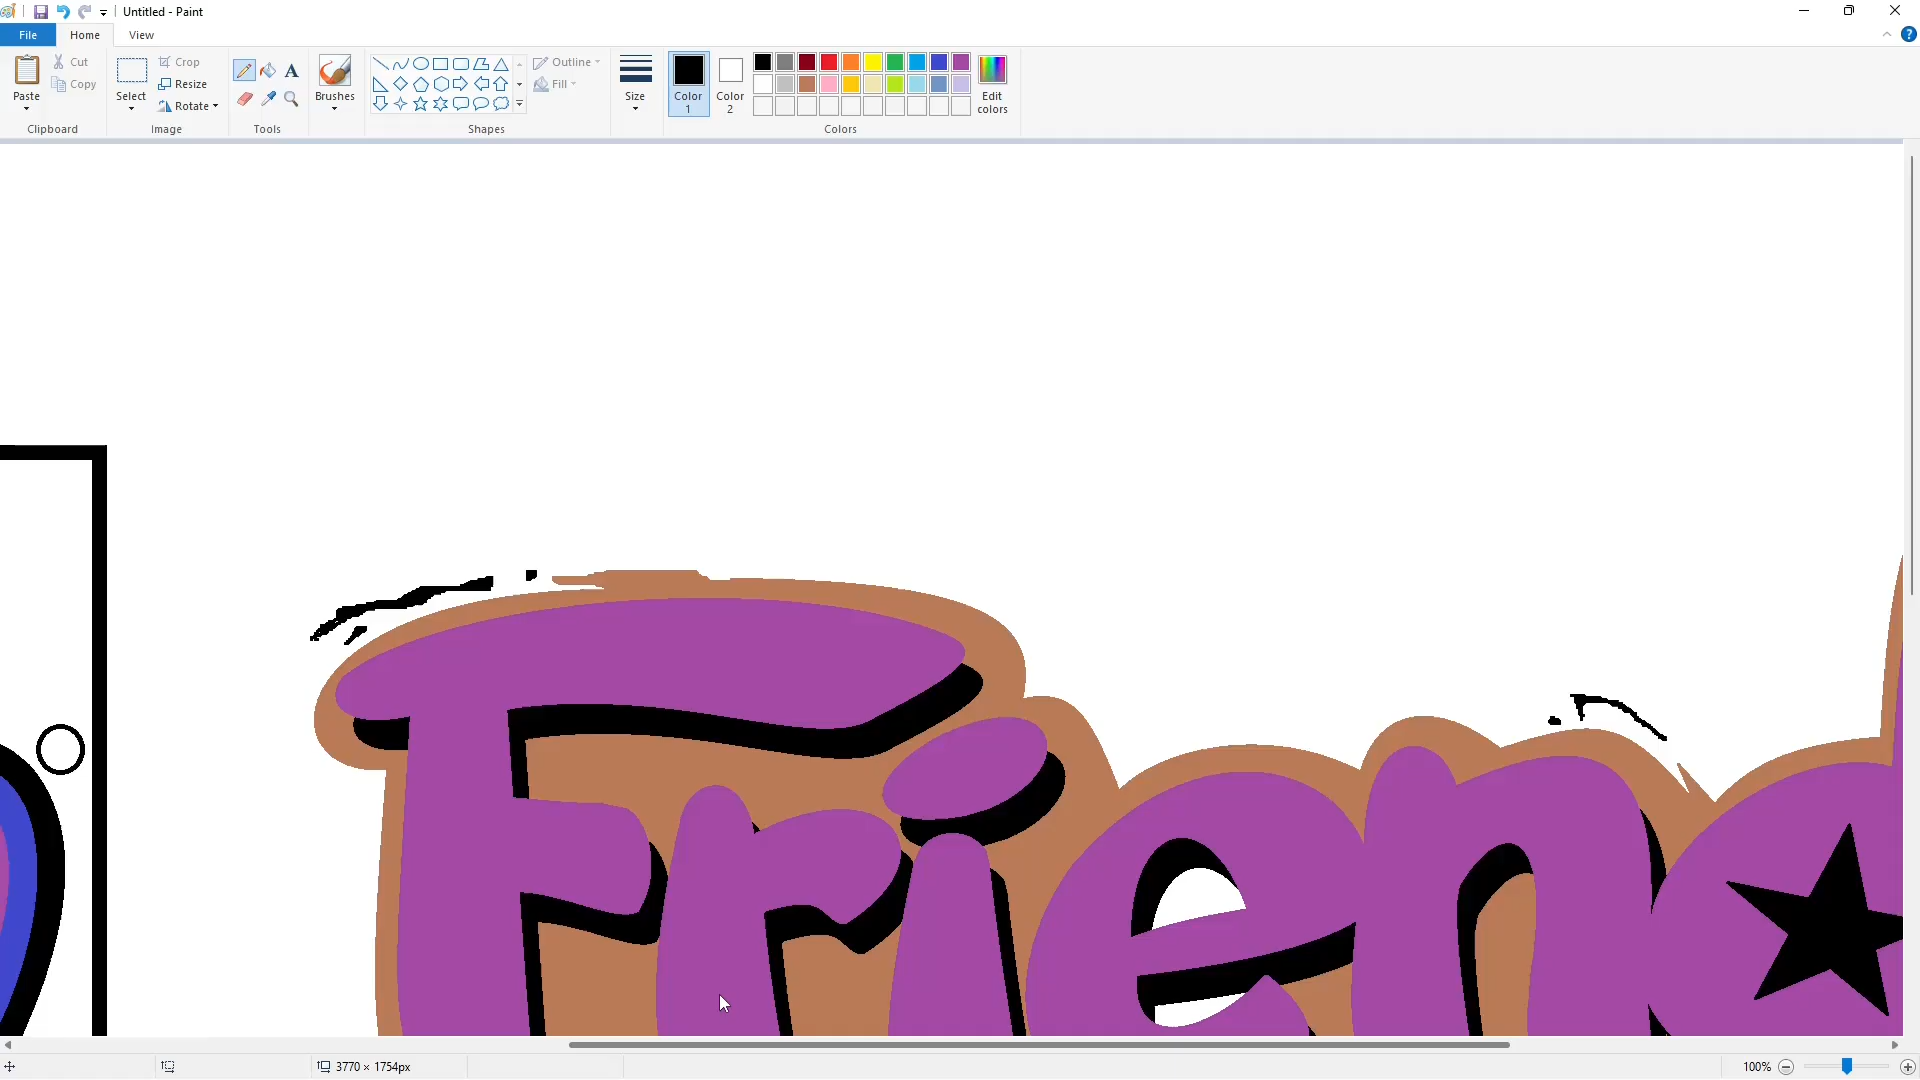 Untitled - Paint
File Home View
Paste Cut Copy Clipboard
Select Crop Resize Rotate Image
A Tools
Brushes
Shapes
Outline Fill
Size
Color 1 Color 2 Edit colors Colors
Frien
3770 × 1754px 100%